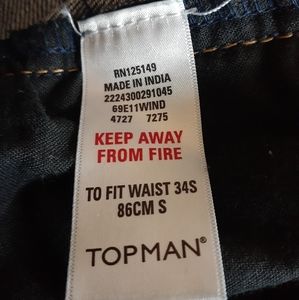 RN125149
MADE IN INDIA
2224300291045
69E11WIND
4727 7275
KEEP AWAY
FROM FIRE
TO FIT WAIST 34S
86CM S
TOPMAN®